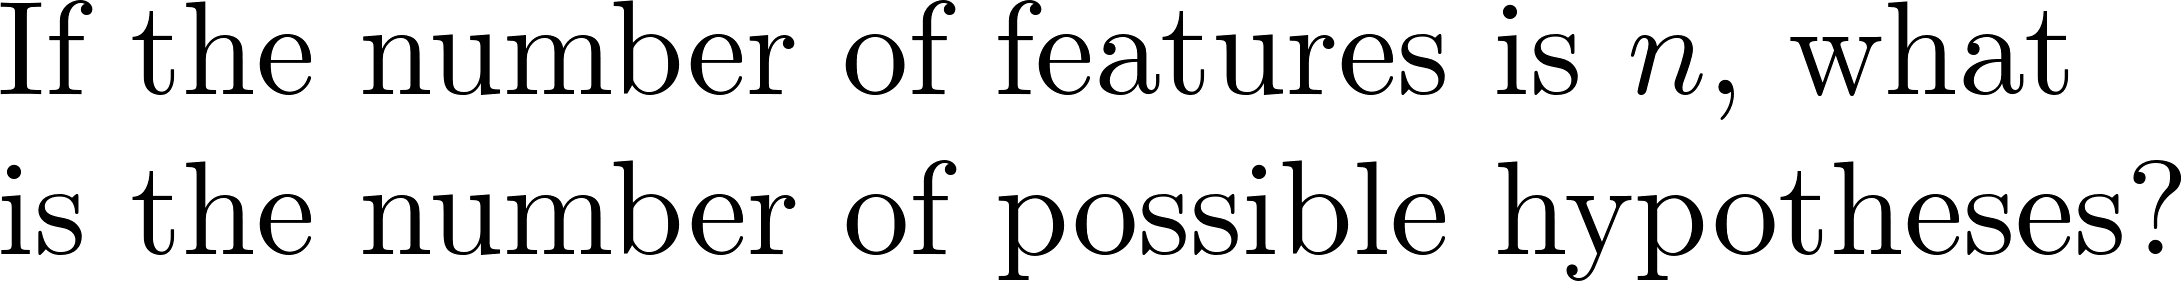 If the number of features is n, what
is the number of possible hypotheses?